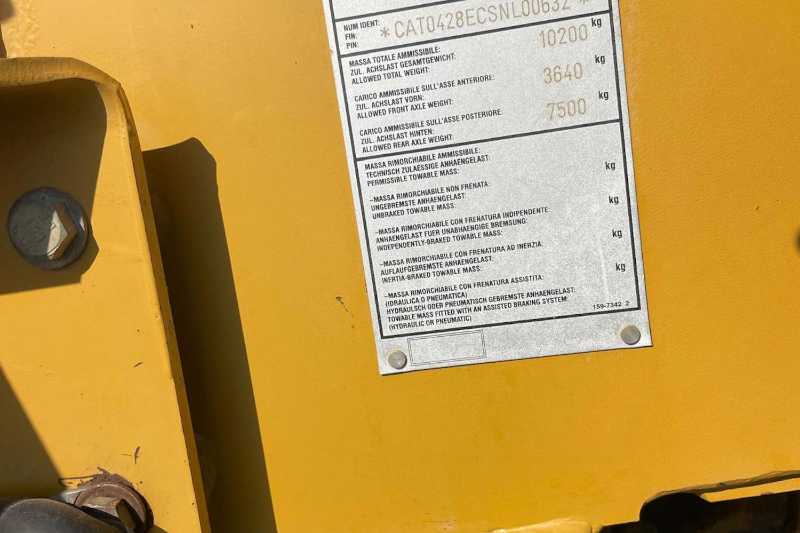 NUM IDENT:
FIN:
PIN:
*CAT0428ECSNL00632*
MASSA TOTALE AMMISSIBILE:
ZUL. ACHSLAST GESAMTGEWICHT:
ALLOWED TOTAL WEIGHT:
10200 kg
CARICO AMMISSIBILE SULL'ASSE ANTERIORE:
ZUL. ACHSLAST VORN:
ALLOWED FRONT AXLE WEIGHT:
3640 kg
CARICO AMMISSIBILE SULL'ASSE POSTERIORE:
ZUL. ACHSLAST HINTEN:
ALLOWED REAR AXLE WEIGHT:
7500 kg
MASSA RIMORCHIABILE AMMISSIBILE:
TECHNISCH ZULAESSIGE ANHAENGELAST:
PERMISSIBLE TOWABLE MASS:
kg
-MASSA RIMORCHIABILE NON FRENATA:
UNGEBREMSTE ANHAENGELAST:
UNBRAKED TOWABLE MASS:
kg
-MASSA RIMORCHIABILE CON FRENATURA INDIPENDENTE:
ANHAENGELAST FUER UNABHAENGIGE BREMSUNG:
INDEPENDENTLY-BRAKED TOWABLE MASS:
kg
-MASSA RIMORCHIABILE CON FRENATURA AD INERZIA:
AUFLAUFGEBREMSTE ANHAENGELAST:
INERTIA-BRAKED TOWABLE MASS:
kg
-MASSA RIMORCHIABILE CON FRENATURA ASSISTITA:
(IDRAULICA O PNEUMATICA)
HYDRAULISCH ODER PNEUMATISCH GEBREMSTE ANHAENGELAST:
TOWABLE MASS FITTED WITH AN ASSISTED BRAKING SYSTEM:
(HYDRAULIC OR PNEUMATIC)
159-7342 2